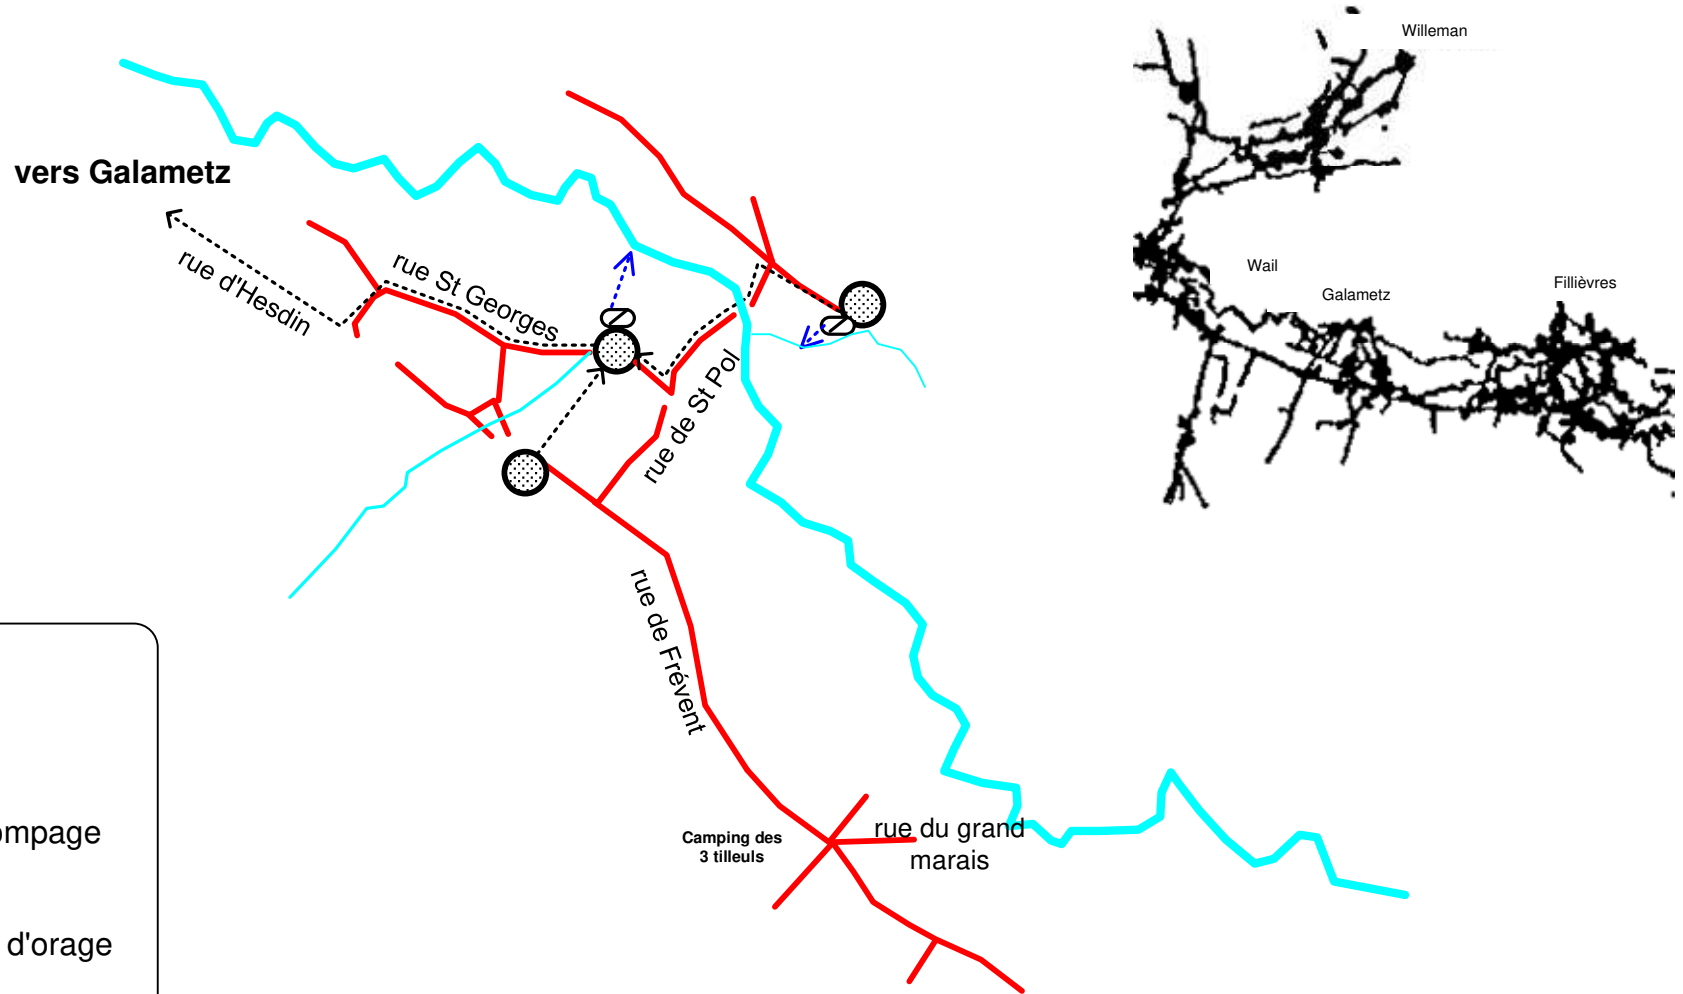 Willeman
vers Galametz
rue d'Hesdin
rue St Georges
Wail
Galametz
Fillièvres
rue de St Pol
rue de Frévent
Camping des
3 tilleuls
rue du grand
marais
ompage
d'orage